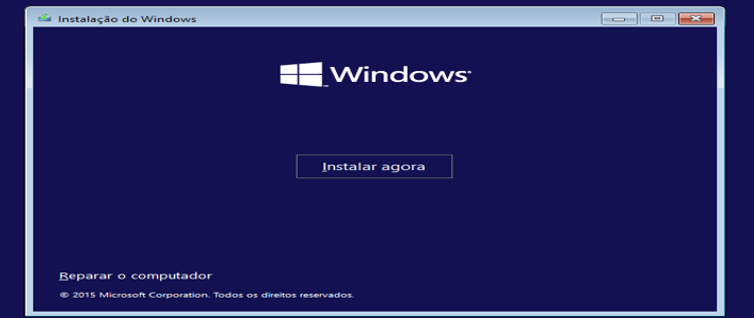 Instalação do Windows
Windows
Instalar agora
Reparar o computador
© 2015 Microsoft Corporation. Todos os direitos reservados.